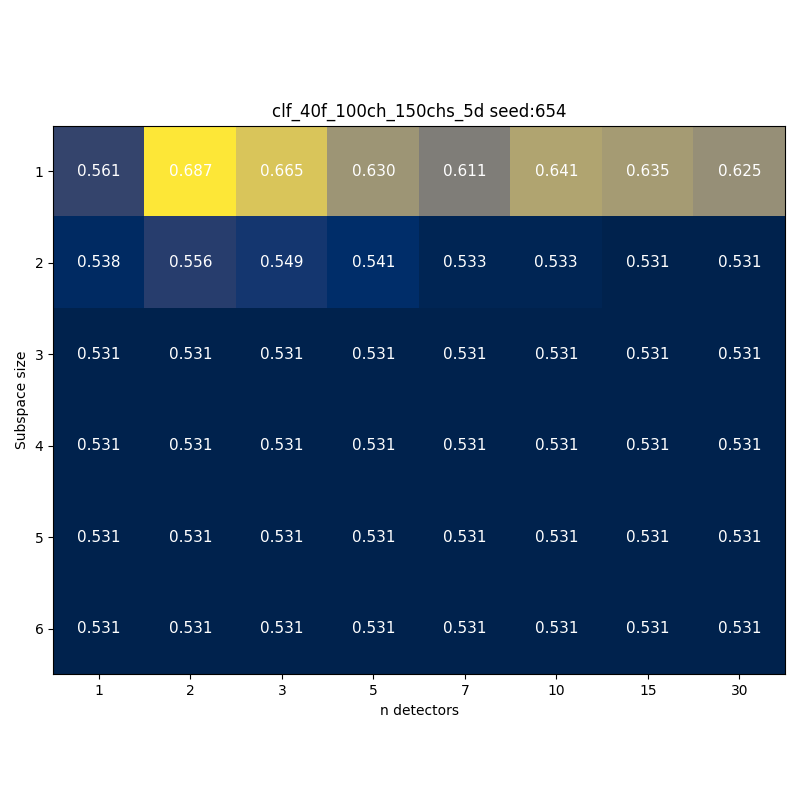 clf_40f_100ch_150chs_5d seed:654
1 0.561 0.687 0.665 0.630 0.611 0.641 0.635 0.625
2 0.538 0.556 0.549 0.541 0.533 0.533 0.531 0.531
3 0.531 0.531 0.531 0.531 0.531 0.531 0.531 0.531
4 0.531 0.531 0.531 0.531 0.531 0.531 0.531 0.531
5 0.531 0.531 0.531 0.531 0.531 0.531 0.531 0.531
6 0.531 0.531 0.531 0.531 0.531 0.531 0.531 0.531
Subspace size
1 2 3 5 7 10 15 30
n detectors